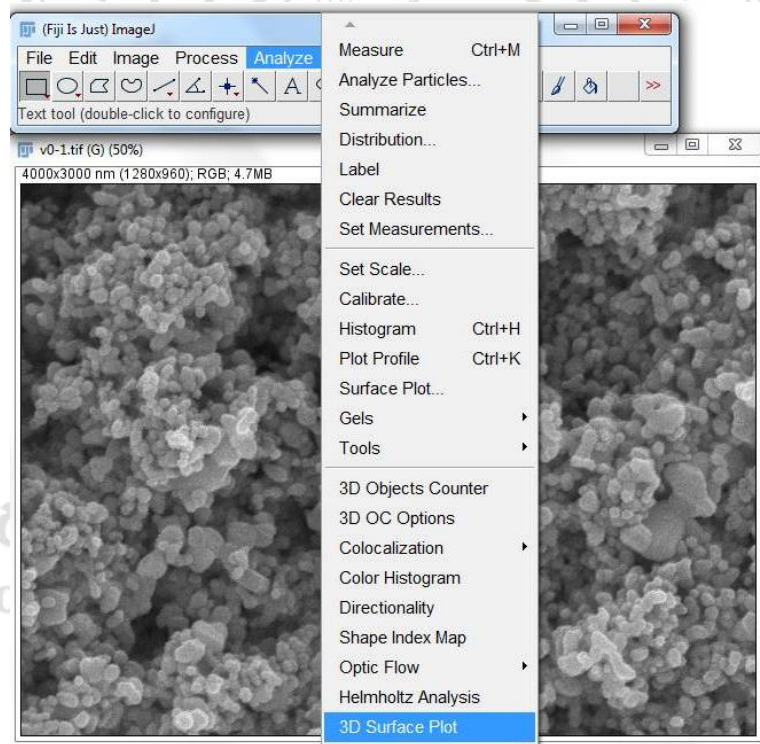 (Fiji Is Just) ImageJ
File Edit Image Process Analyze
A >>
Text tool (double-click to configure)
v0-1.tif (G) (50%)
4000x3000 nm (1280x960); RGB; 4.7MB
Measure Ctrl+M
Analyze Particles...
Summarize
Distribution...
Label
Clear Results
Set Measurements...
Set Scale...
Calibrate...
Histogram Ctrl+H
Plot Profile Ctrl+K
Surface Plot...
Gels
Tools
3D Objects Counter
3D OC Options
Colocalization
Color Histogram
Directionality
Shape Index Map
Optic Flow
Helmholtz Analysis
3D Surface Plot